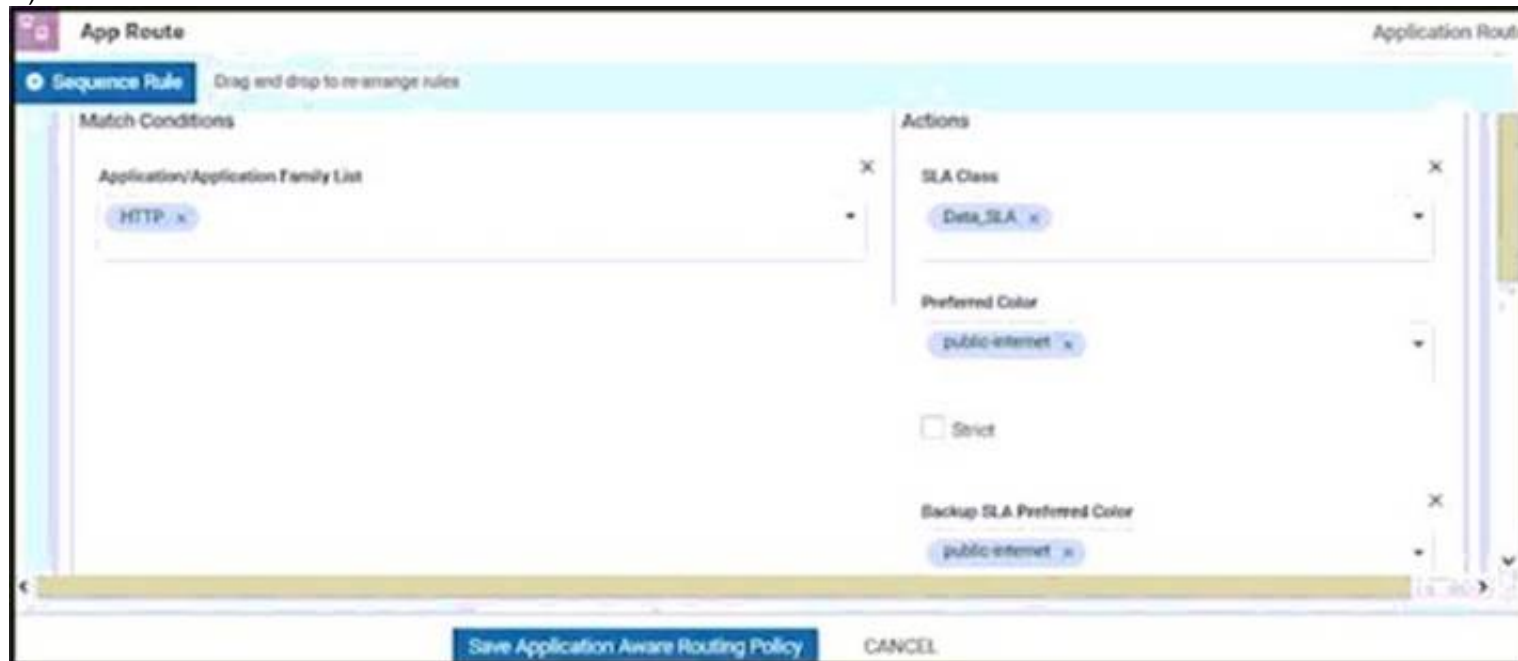 App Route
Application Rout
Sequence Rule Drag and drop to re-arrange rules
Match Conditions
Actions
Application/Application Family List
SLA Class
HTTP ×
Data_SLA ×
Preferred Color
public-internet ×
Strict
Backup SLA Preferred Color
public-internet ×
Save Application Aware Routing Policy CANCEL